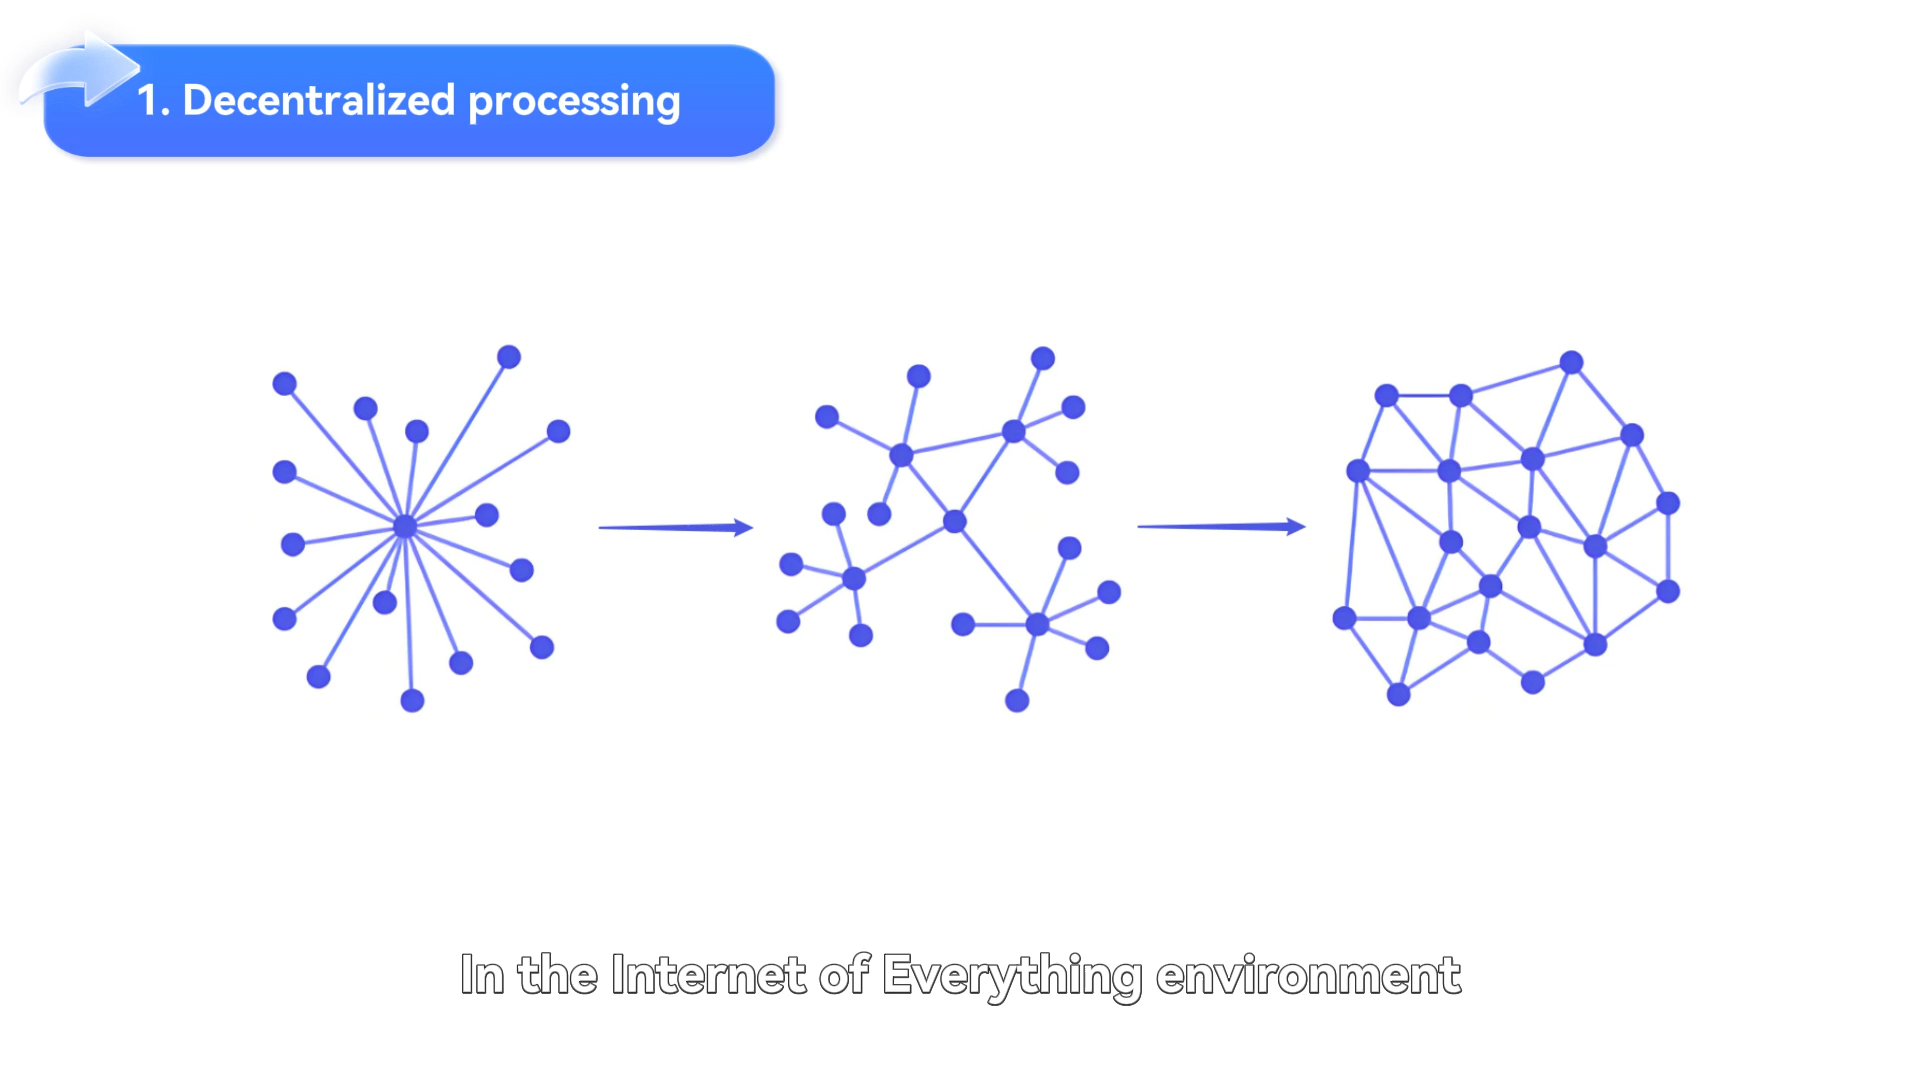 1. Decentralized processing
In the Internet of Everything environment